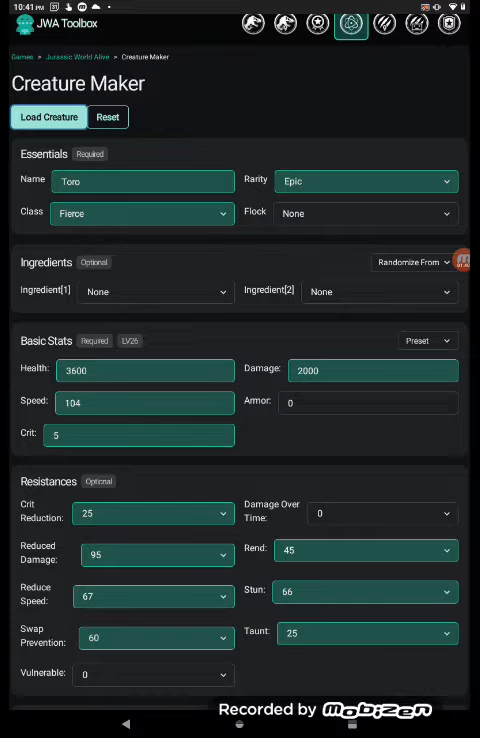 10:41 PM 31
JWA Toolbox
Games > Jurassic World Alive > Creature Maker
Creature Maker
Load Creature Reset
Essentials Required
Name Toro Rarity Epic
Class Fierce Flock None
Ingredients Optional Randomize From
01:40
Ingredient[1] None Ingredient[2] None
Basic Stats Required LV26 Preset
Health: 3600 Damage: 2000
Speed: 104 Armor: 0
Crit: 5
Resistances Optional
Crit Reduction: 25 Damage Over Time: 0
Reduced Damage: 95 Rend: 45
Reduce Speed: 67 Stun: 66
Swap Prevention: 60 Taunt: 25
Vulnerable: 0
Recorded by Mobizen